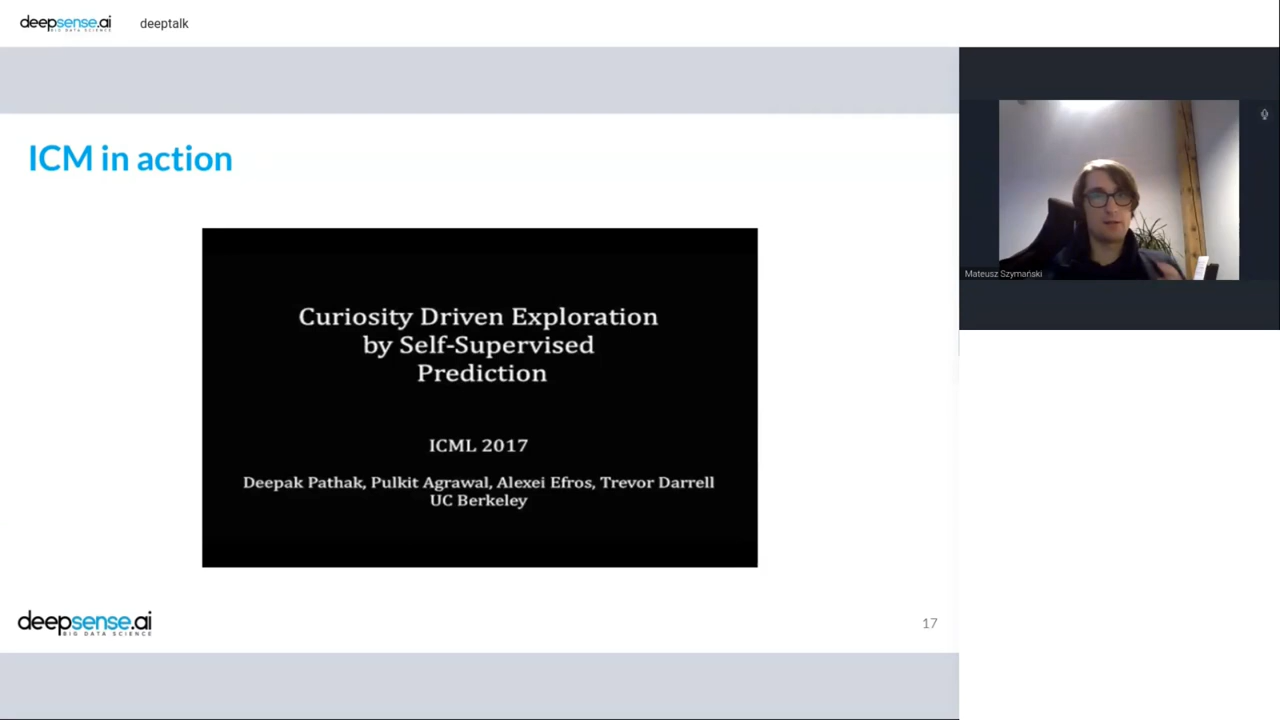 deepsense.ai
BIG DATA SCIENCE
deeptalk
ICM in action
Curiosity Driven Exploration
by Self-Supervised
Prediction
ICML 2017
Deepak Pathak, Pulkit Agrawal, Alexei Efros, Trevor Darrell
UC Berkeley
deepsense.ai
BIG DATA SCIENCE
17
Mateusz Szymański